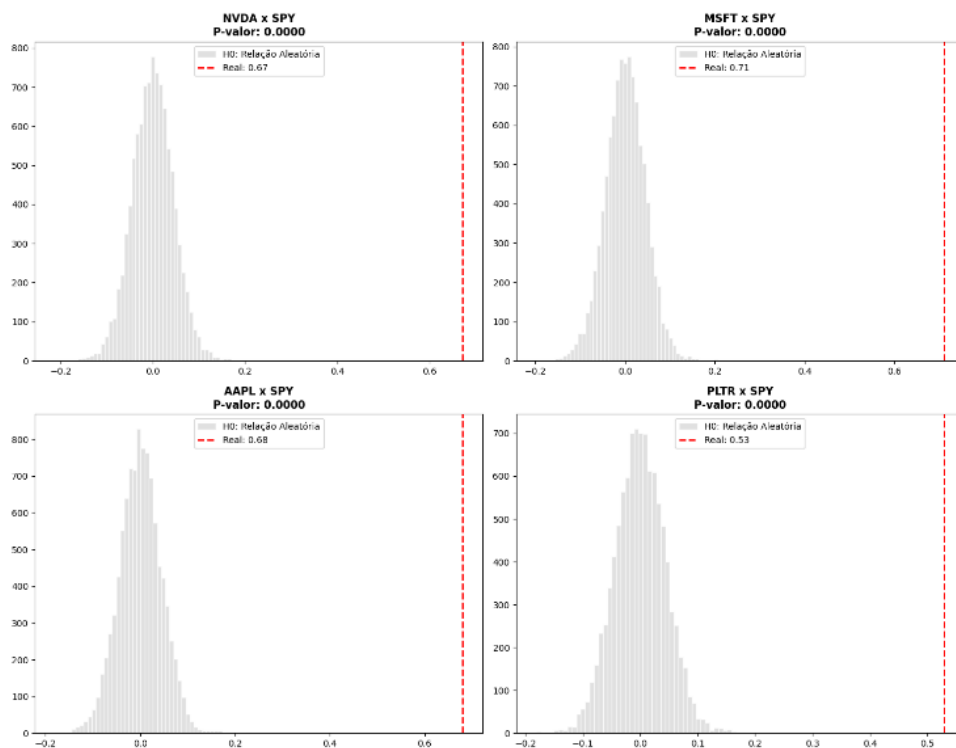 NVDA x SPY
P-valor: 0.0000
H0: Relação Aleatória
Real: 0.67
800
700
600
500
400
300
200
100
0
−0.2 0.0 0.2 0.4 0.6
MSFT x SPY
P-valor: 0.0000
H0: Relação Aleatória
Real: 0.71
800
700
600
500
400
300
200
100
0
−0.2 0.0 0.2 0.4 0.6
AAPL x SPY
P-valor: 0.0000
H0: Relação Aleatória
Real: 0.68
800
700
600
500
400
300
200
100
0
−0.2 0.0 0.2 0.4 0.6
PLTR x SPY
P-valor: 0.0000
H0: Relação Aleatória
Real: 0.53
700
600
500
400
300
200
100
0
−0.2 −0.1 0.0 0.1 0.2 0.3 0.4 0.5